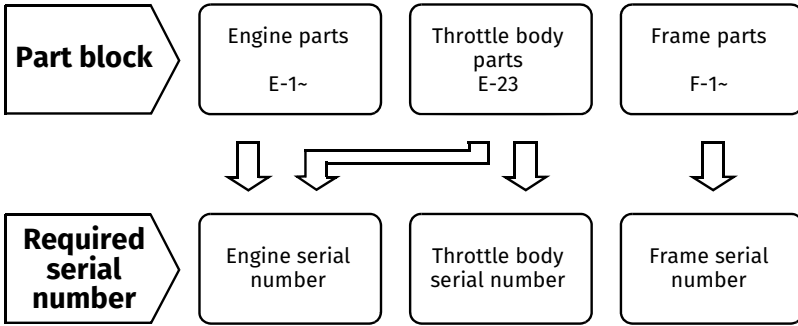 Part block
Engine parts
E-1~
Throttle body
parts
E-23
Frame parts
F-1~
Required
serial
number
Engine serial
number
Throttle body
serial number
Frame serial
number